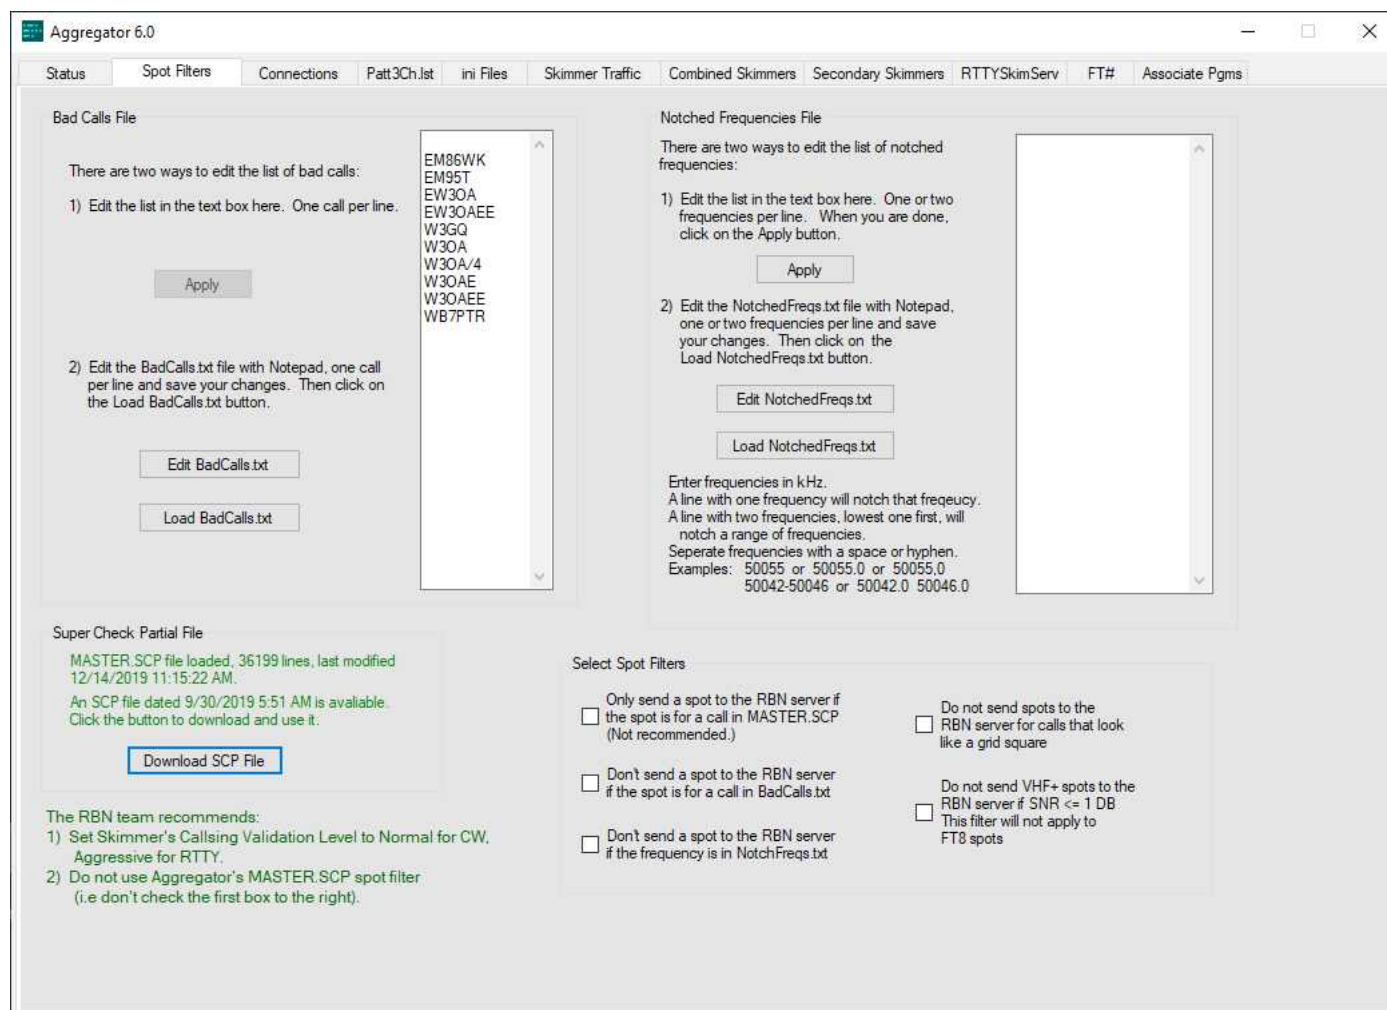 Aggregator 6.0
Status Spot Filters Connections Patt3Ch.lst ini Files Skimmer Traffic Combined Skimmers Secondary Skimmers RTTYSkimServ FT# Associate Pgms
Bad Calls File
There are two ways to edit the list of bad calls:
1) Edit the list in the text box here. One call per line.
Apply
2) Edit the BadCalls.txt file with Notepad, one call
per line and save your changes. Then click on
the Load BadCalls.txt button.
Edit BadCalls.txt
Load BadCalls.txt
EM86WK
EM95T
EW3OA
EW3OAEE
W3GQ
W3OA
W3OA/4
W3OAE
W3OAEE
WB7PTR
Notched Frequencies File
There are two ways to edit the list of notched
frequencies:
1) Edit the list in the text box here. One or two
frequencies per line. When you are done,
click on the Apply button.
Apply
2) Edit the NotchedFreqs.txt file with Notepad,
one or two frequencies per line and save
your changes. Then click on the
Load NotchedFreqs.txt button.
Edit NotchedFreqs.txt
Load NotchedFreqs.txt
Enter frequencies in kHz.
A line with one frequency will notch that freqeucy.
A line with two frequencies, lowest one first, will
notch a range of frequencies.
Seperate frequencies with a space or hyphen.
Examples: 50055 or 50055.0 or 50055,0
50042-50046 or 50042.0 50046.0
Super Check Partial File
MASTER.SCP file loaded, 36199 lines, last modified
12/14/2019 11:15:22 AM.
An SCP file dated 9/30/2019 5:51 AM is avaliable.
Click the button to download and use it.
Download SCP File
The RBN team recommends:
1) Set Skimmer's Callsing Validation Level to Normal for CW,
Aggressive for RTTY.
2) Do not use Aggregator's MASTER.SCP spot filter
(i.e don't check the first box to the right).
Select Spot Filters
Only send a spot to the RBN server if
the spot is for a call in MASTER.SCP
(Not recommended.)
Don't send a spot to the RBN server
if the spot is for a call in BadCalls.txt
Don't send a spot to the RBN server
if the frequency is in NotchFreqs.txt
Do not send spots to the
RBN server for calls that look
like a grid square
Do not send VHF+ spots to the
RBN server if SNR <= 1 DB
This filter will not apply to
FT8 spots